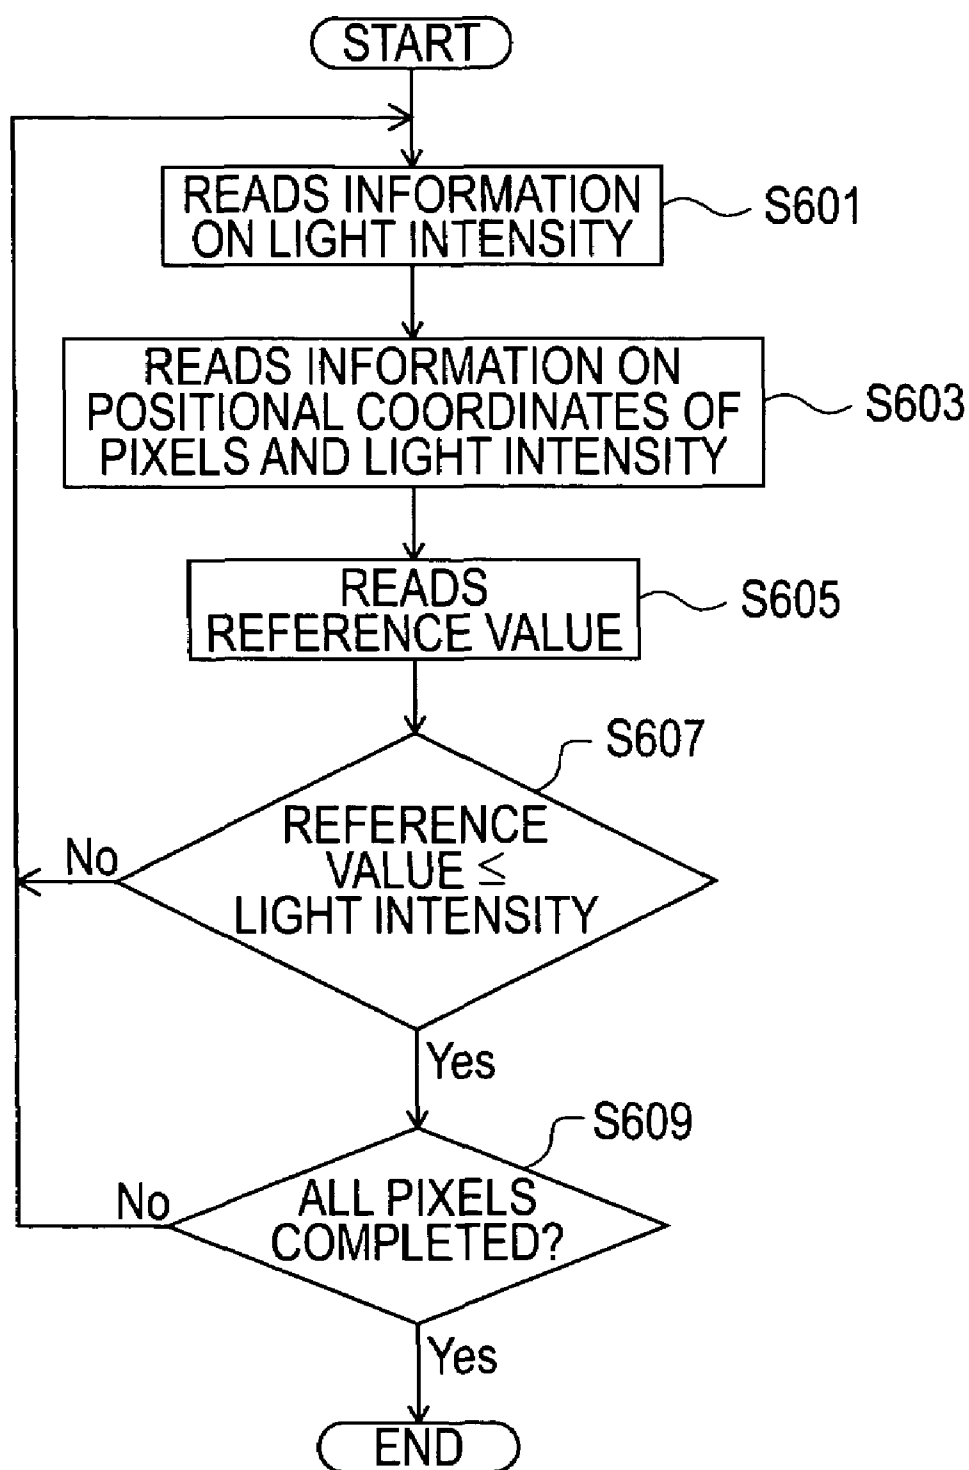 START
READS INFORMATION
ON LIGHT INTENSITY
S601
READS INFORMATION ON
POSITIONAL COORDINATES OF
PIXELS AND LIGHT INTENSITY
S603
READS
REFERENCE VALUE
S605
S607
REFERENCE
VALUE ≤
LIGHT INTENSITY
No
Yes
S609
ALL PIXELS
COMPLETED?
No
Yes
END